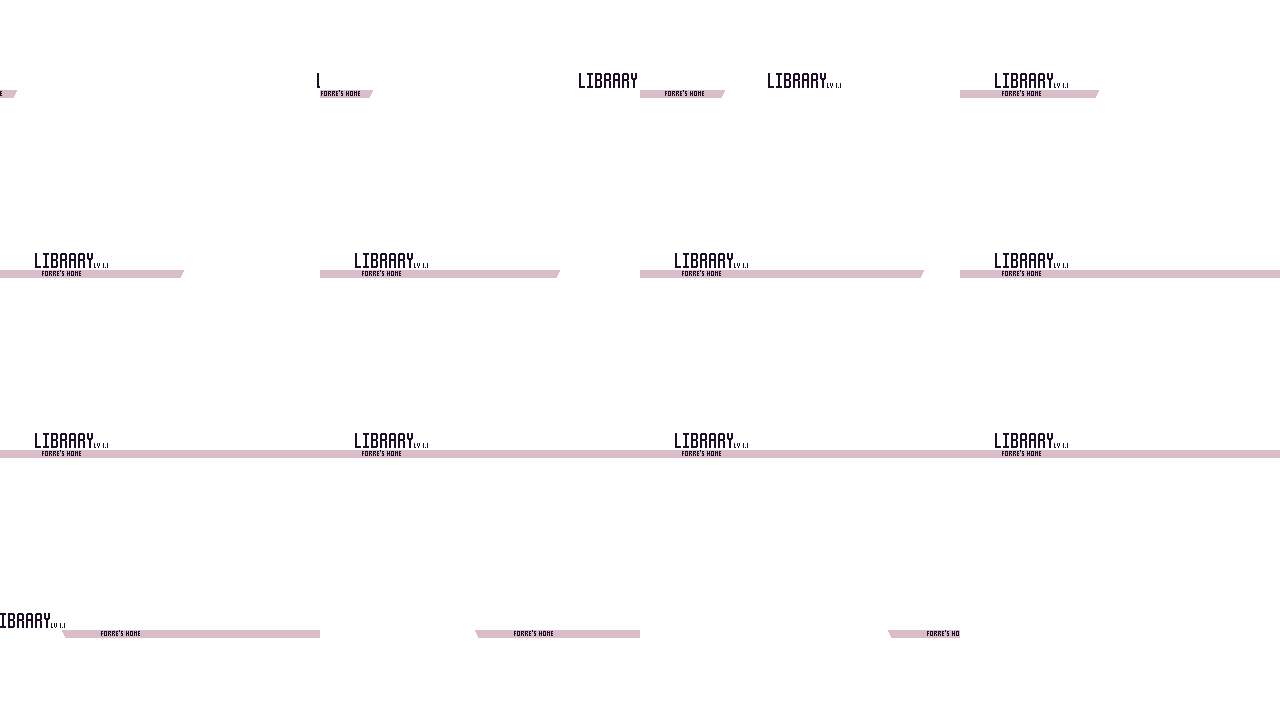 L LIBRARY LIBRARY LV 1.1 LIBRARY LV 1.1
E FORRE'S HOME FORRE'S HOME FORRE'S HOME
LIBRARY LV 1.1 LIBRARY LV 1.1 LIBRARY LV 1.1 LIBRARY LV 1.1
FORRE'S HOME FORRE'S HOME FORRE'S HOME FORRE'S HOME
LIBRARY LV 1.1 LIBRARY LV 1.1 LIBRARY LV 1.1 LIBRARY LV 1.1
FORRE'S HOME FORRE'S HOME FORRE'S HOME FORRE'S HOME
IBRARY LV 1.1
FORRE'S HOME FORRE'S HOME FORRE'S HO